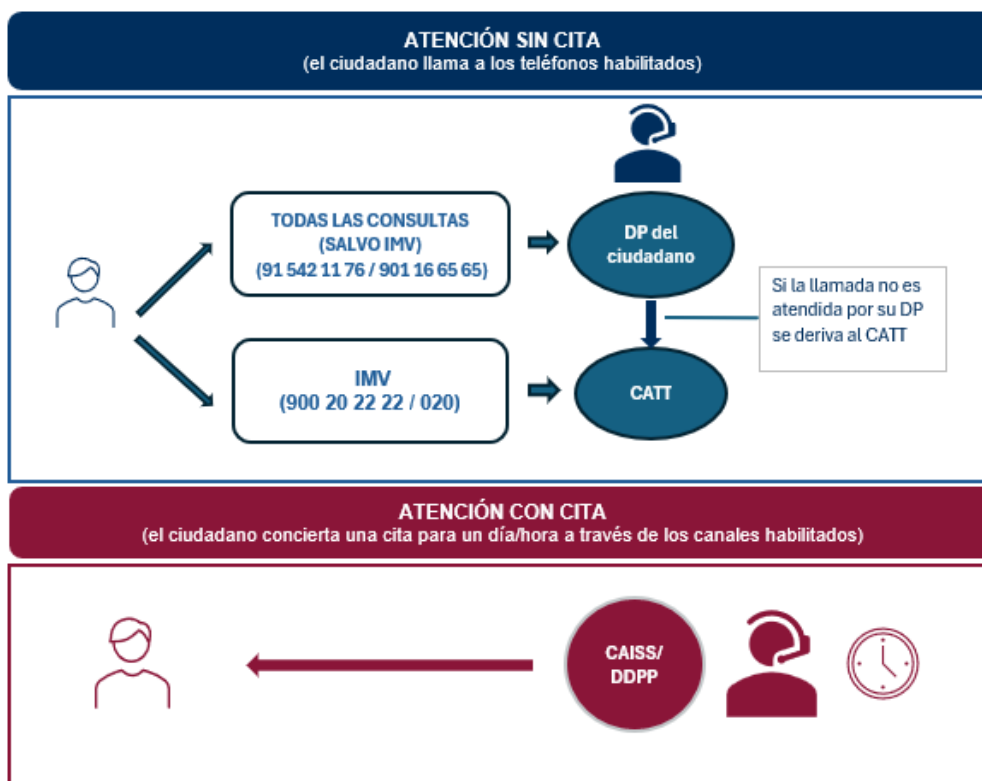 ATENCIÓN SIN CITA
(el ciudadano llama a los teléfonos habilitados)
TODAS LAS CONSULTAS
(SALVO IMV)
(91 542 11 76 / 901 16 65 65)
DP del
ciudadano
Si la llamada no es
atendida por su DP
se deriva al CATT
IMV
(900 20 22 22 / 020)
CATT
ATENCIÓN CON CITA
(el ciudadano concierta una cita para un día/hora a través de los canales habilitados)
CAISS/
DDPP